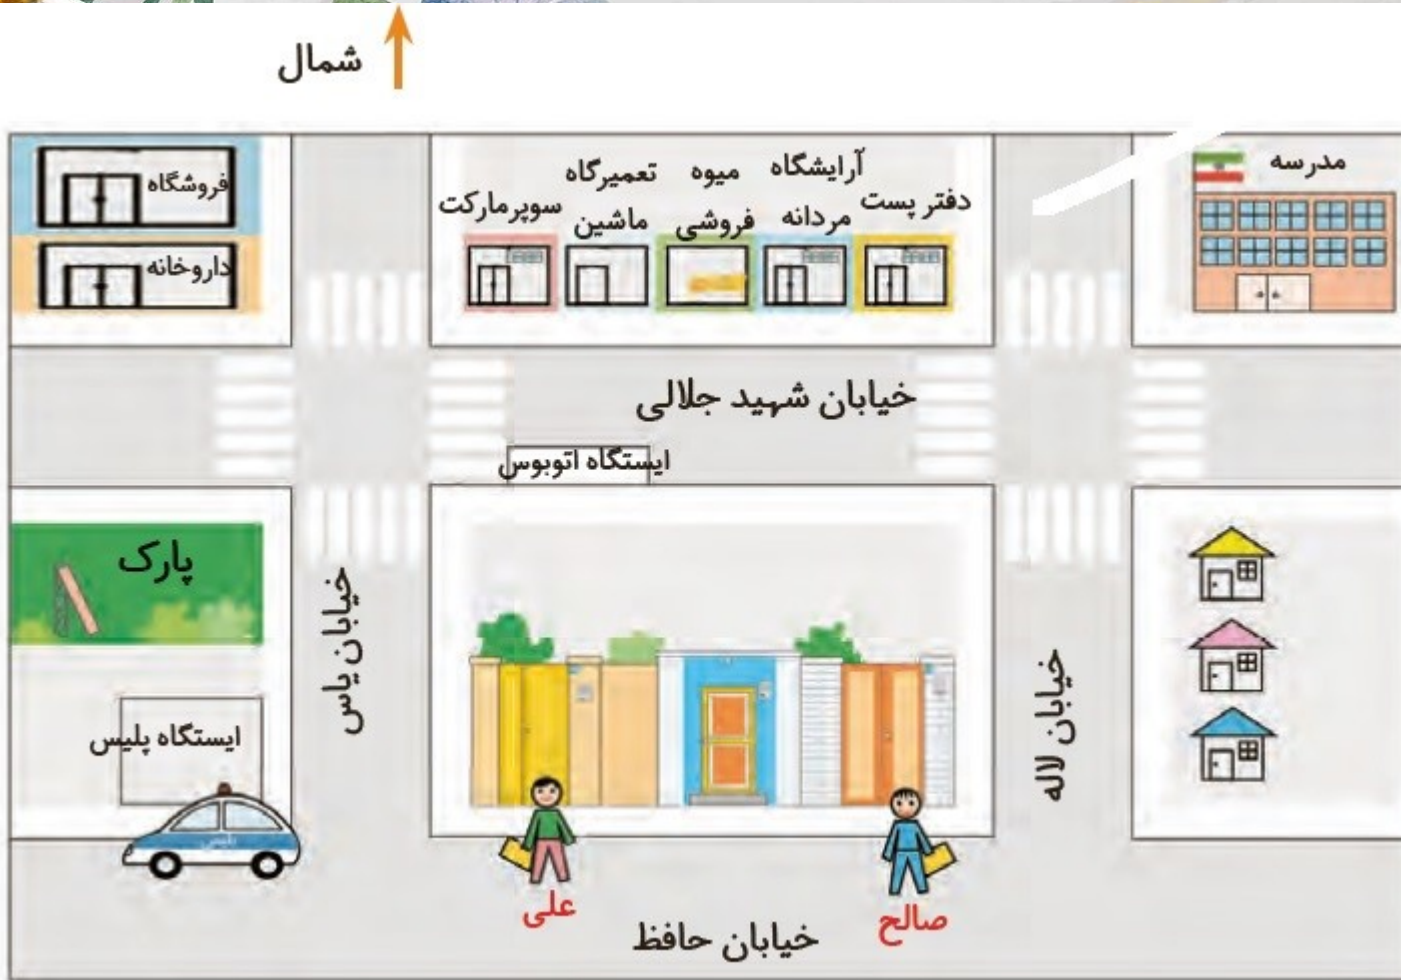 شمال
مدرسه
آرایشگاه مردانه
میوه فروشی
تعمیرگاه ماشین
سوپرمارکت
دفتر پست
فروشگاه
داروخانه
خیابان شهید جلالی
ایستگاه اتوبوس
پارک
خیابان یاس
خیابان لاله
ایستگاه پلیس
پلیس
علی
صالح
خیابان حافظ